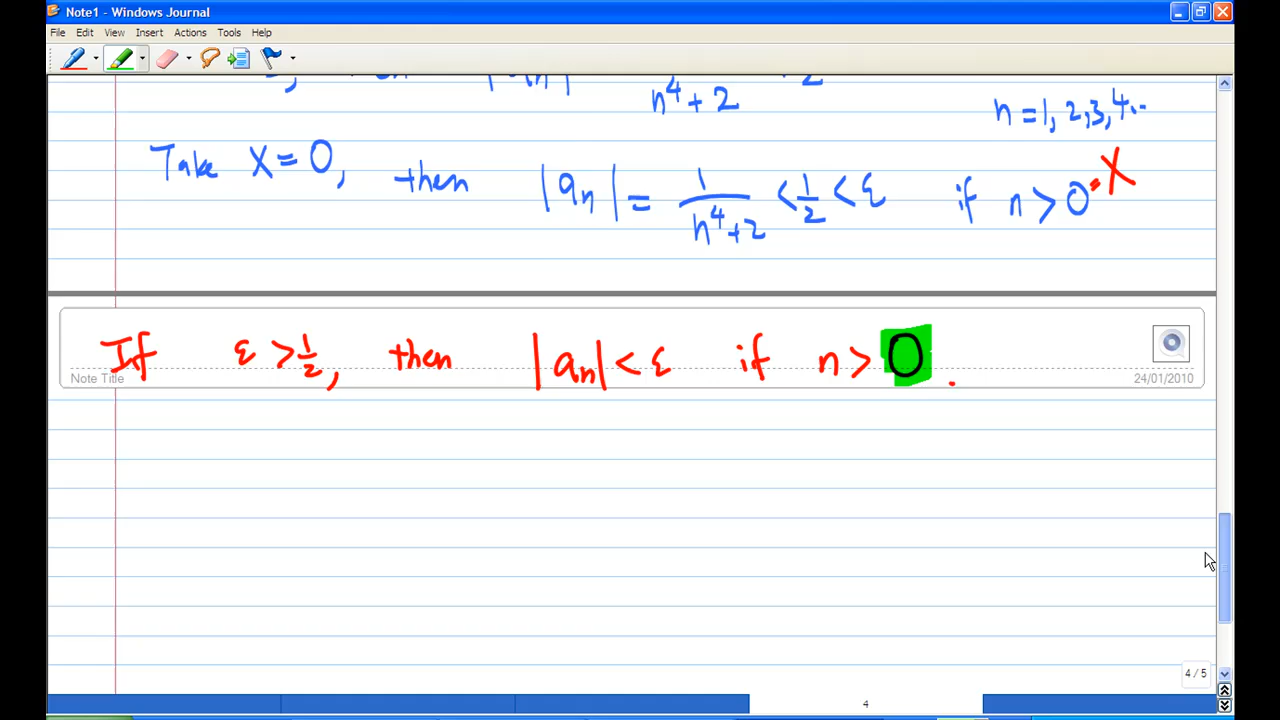 Note1 - Windows Journal
File Edit View Insert Actions Tools Help
n⁴+2
n = 1, 2, 3, 4..
Take X = 0, then |aₙ| = 1/(n⁴+2) < 1/2 < ε if n > 0 = X
If ε > 1/2, then |aₙ| < ε if n > 0 .
Note Title 24/01/2010
4/5
4